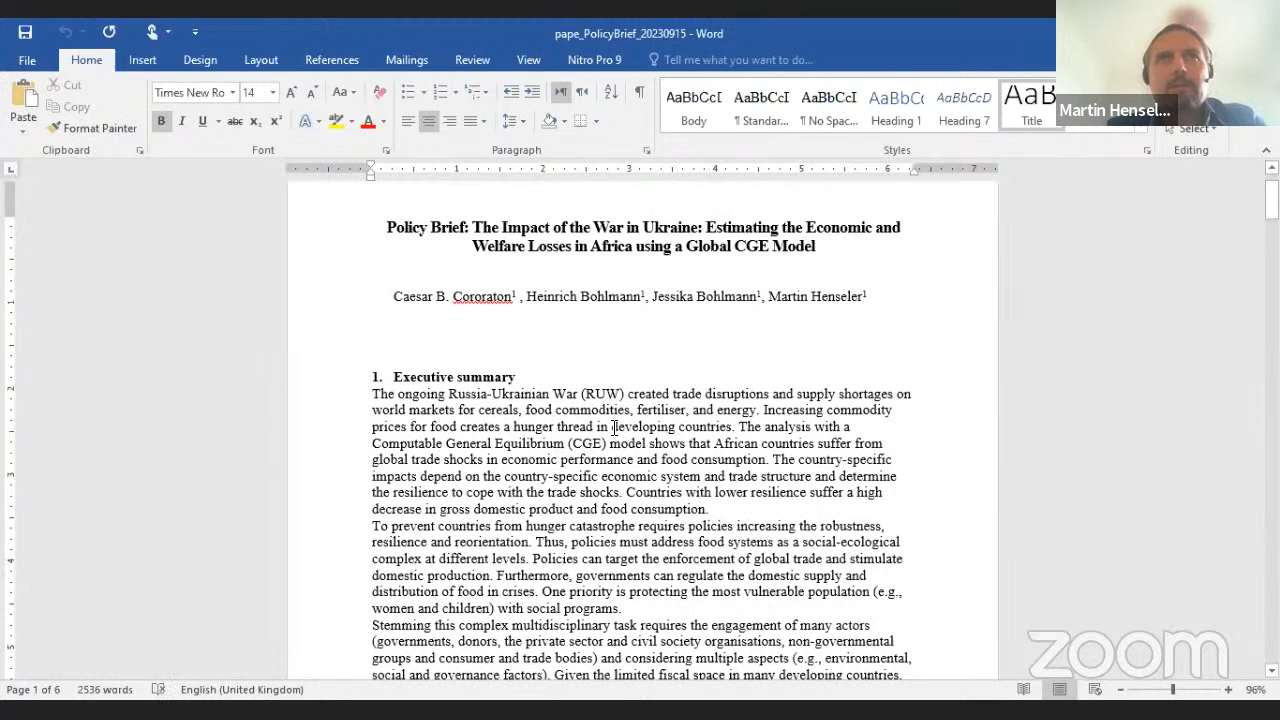 pape_PolicyBrief_20230915 - Word
File Home Insert Design Layout References Mailings Review View Nitro Pro 9 Tell me what you want to do...
Martin Hensel...
Paste
Cut
Copy
Format Painter
Clipboard
Times New Ro 14
Aa
B I U abc x₂ x²
A A
Font
Paragraph
AaBbCcI Body
AaBbCcDc ¶ Standar...
AaBbCcDc ¶ No Spac...
AaBbCcI Heading 1
AaBbCcD Heading 7
AaB Title
Styles
Select
Editing
1 2 3 4 5 6 7
Policy Brief: The Impact of the War in Ukraine: Estimating the Economic and
Welfare Losses in Africa using a Global CGE Model
Caesar B. Cororaton¹ , Heinrich Bohlmann¹, Jessika Bohlmann¹, Martin Henseler¹
1. Executive summary
The ongoing Russia-Ukrainian War (RUW) created trade disruptions and supply shortages on
world markets for cereals, food commodities, fertiliser, and energy. Increasing commodity
prices for food creates a hunger thread in developing countries. The analysis with a
Computable General Equilibrium (CGE) model shows that African countries suffer from
global trade shocks in economic performance and food consumption. The country-specific
impacts depend on the country-specific economic system and trade structure and determine
the resilience to cope with the trade shocks. Countries with lower resilience suffer a high
decrease in gross domestic product and food consumption.
To prevent countries from hunger catastrophe requires policies increasing the robustness,
resilience and reorientation. Thus, policies must address food systems as a social-ecological
complex at different levels. Policies can target the enforcement of global trade and stimulate
domestic production. Furthermore, governments can regulate the domestic supply and
distribution of food in crises. One priority is protecting the most vulnerable population (e.g.,
women and children) with social programs.
Stemming this complex multidisciplinary task requires the engagement of many actors
(governments, donors, the private sector and civil society organisations, non-governmental
groups and consumer and trade bodies) and considering multiple aspects (e.g., environmental,
social and governance factors). Given the limited fiscal space in many developing countries,
zoom
Page 1 of 6 2536 words English (United Kingdom) 96%